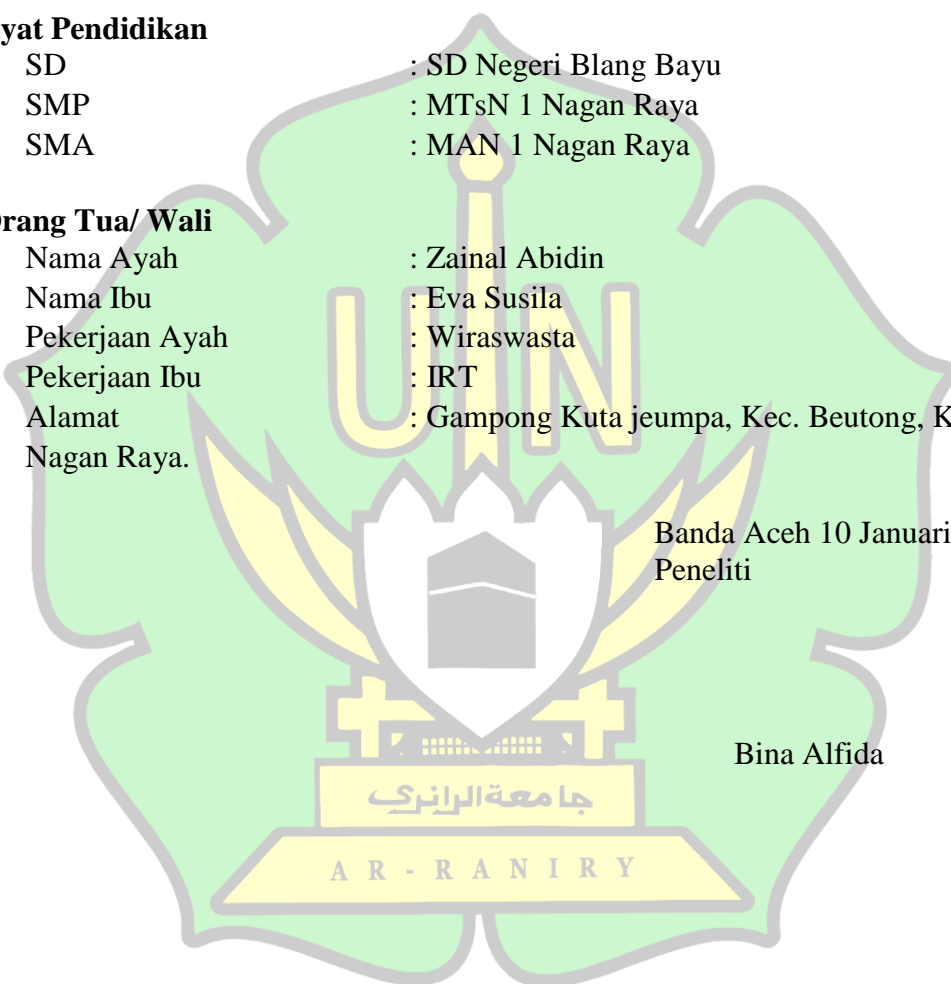 yat Pendidikan
SD : SD Negeri Blang Bayu
SMP : MTsN 1 Nagan Raya
SMA : MAN 1 Nagan Raya
Orang Tua/ Wali
Nama Ayah : Zainal Abidin
Nama Ibu : Eva Susila
Pekerjaan Ayah : Wiraswasta
Pekerjaan Ibu : IRT
Alamat : Gampong Kuta jeumpa, Kec. Beutong, K
Nagan Raya.
Banda Aceh 10 Januari
Peneliti
Bina Alfida
UIN
جامعة الرانري
AR-RANIRY